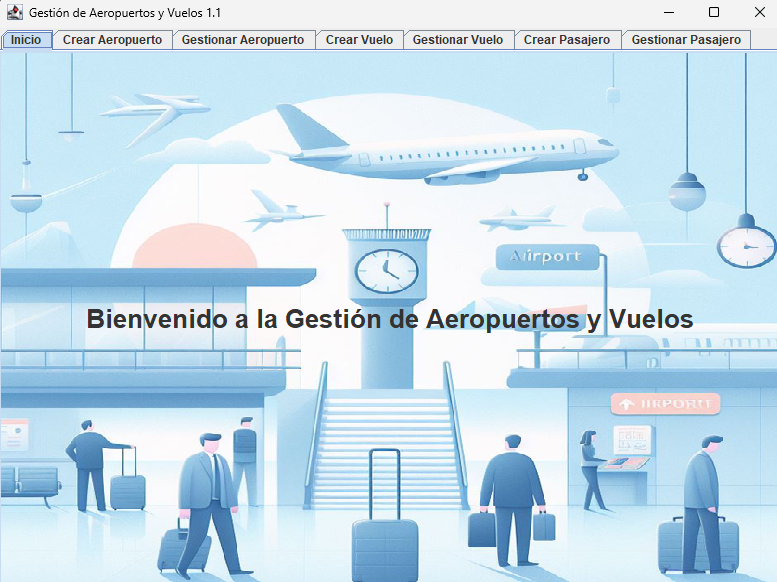 Gestión de Aeropuertos y Vuelos 1.1
Inicio
Crear Aeropuerto
Gestionar Aeropuerto
Crear Vuelo
Gestionar Vuelo
Crear Pasajero
Gestionar Pasajero
Airport
Bienvenido a la Gestión de Aeropuertos y Vuelos